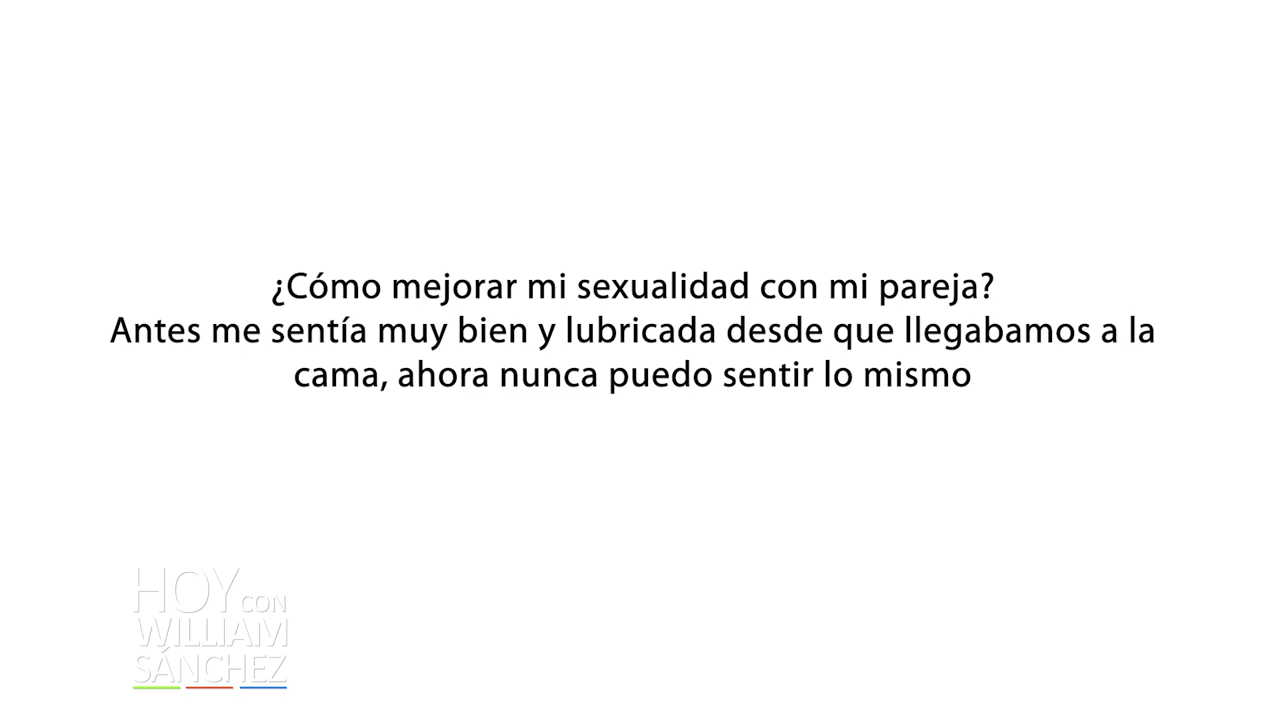 ¿Cómo mejorar mi sexualidad con mi pareja?
Antes me sentía muy bien y lubricada desde que llegabamos a la
cama, ahora nunca puedo sentir lo mismo
HOY CON
WILLIAM
SÁNCHEZ